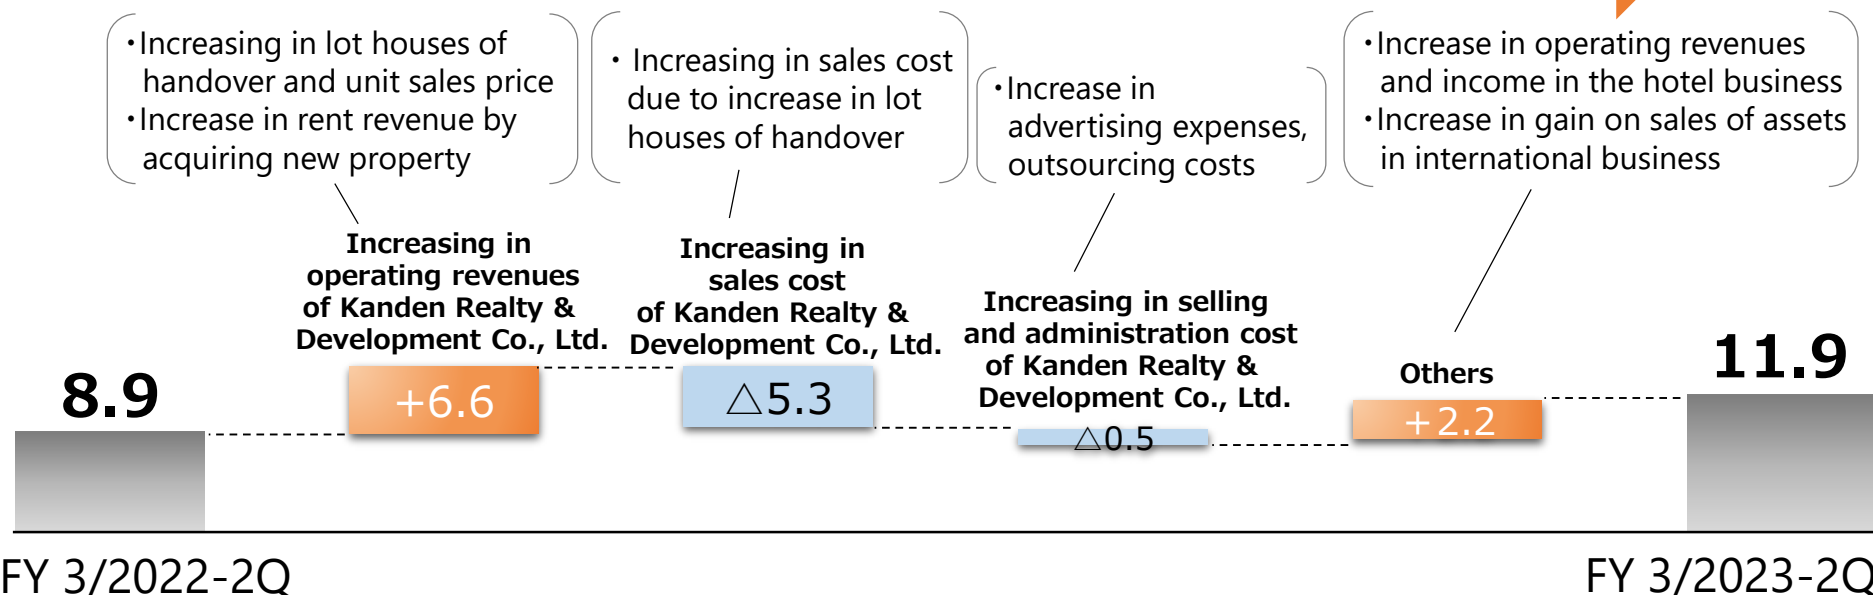 ・Increasing in lot houses of
handover and unit sales price
・Increase in rent revenue by
acquiring new property
・ Increasing in sales cost
due to increase in lot
houses of handover
・Increase in
advertising expenses,
outsourcing costs
・Increase in operating revenues
and income in the hotel business
・Increase in gain on sales of assets
in international business
Increasing in
operating revenues
of Kanden Realty &
Development Co., Ltd.
Increasing in
sales cost
of Kanden Realty &
Development Co., Ltd.
Increasing in selling
and administration cost
of Kanden Realty &
Development Co., Ltd.
Others
8.9
+6.6
△5.3
△0.5
+2.2
11.9
FY 3/2022-2Q
FY 3/2023-2Q